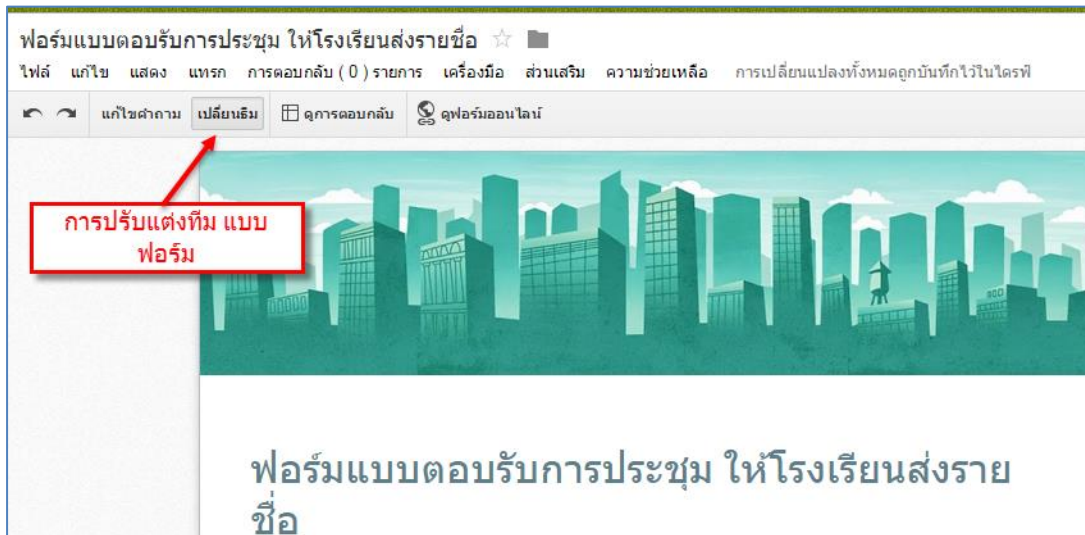 ฟอร์มแบบตอบรับการประชุม ให้โรงเรียนส่งรายชื่อ
ไฟล์ แก้ไข แสดง แทรก การตอบกลับ ( 0 ) รายการ เครื่องมือ ส่วนเสริม ความช่วยเหลือ การเปลี่ยนแปลงทั้งหมดถูกบันทึกไว้ในไดรฟ์
แก้ไขคำถาม เปลี่ยนธีม ดูการตอบกลับ ดูฟอร์มออนไลน์
การปรับแต่งทีม แบบ
ฟอร์ม
ฟอร์มแบบตอบรับการประชุม ให้โรงเรียนส่งราย
ชื่อ